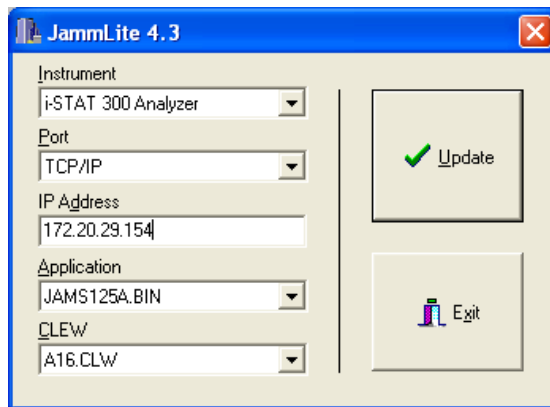 JammLite 4.3
Instrument
i-STAT 300 Analyzer
Port
TCP/IP
IP Address
172.20.29.154
Application
JAMS125A.BIN
CLEW
A16.CLW
Update
Exit